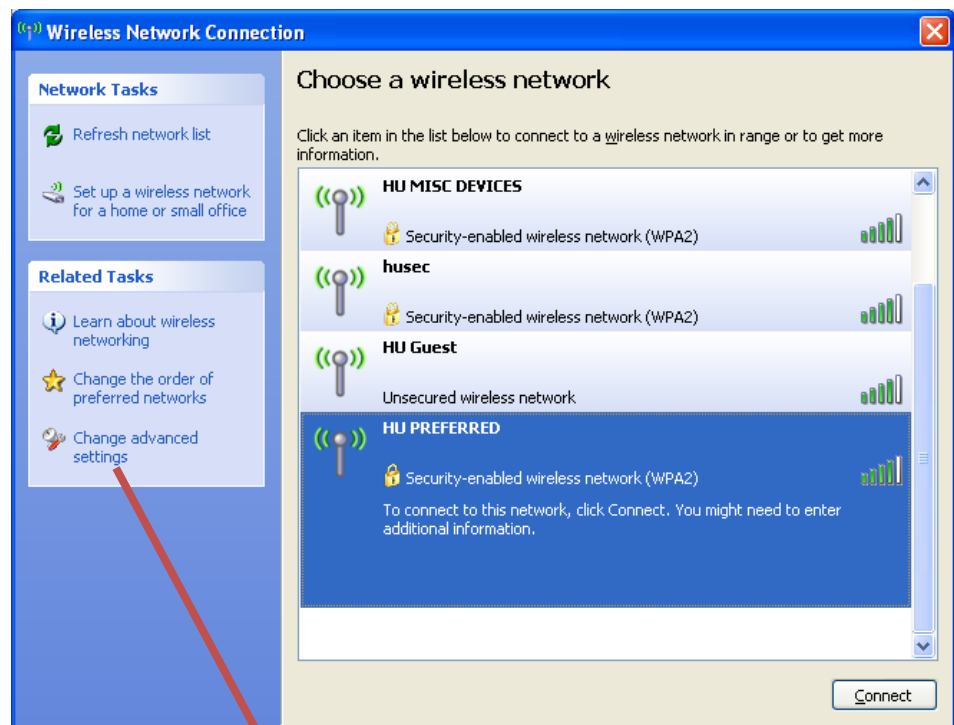 Wireless Network Connection
Network Tasks
Refresh network list
Set up a wireless network
for a home or small office
Related Tasks
Learn about wireless
networking
Change the order of
preferred networks
Change advanced
settings
Choose a wireless network
Click an item in the list below to connect to a wireless network in range or to get more
information.
HU MISC DEVICES
Security-enabled wireless network (WPA2)
husec
Security-enabled wireless network (WPA2)
HU Guest
Unsecured wireless network
HU PREFERRED
Security-enabled wireless network (WPA2)
To connect to this network, click Connect. You might need to enter
additional information.
Connect